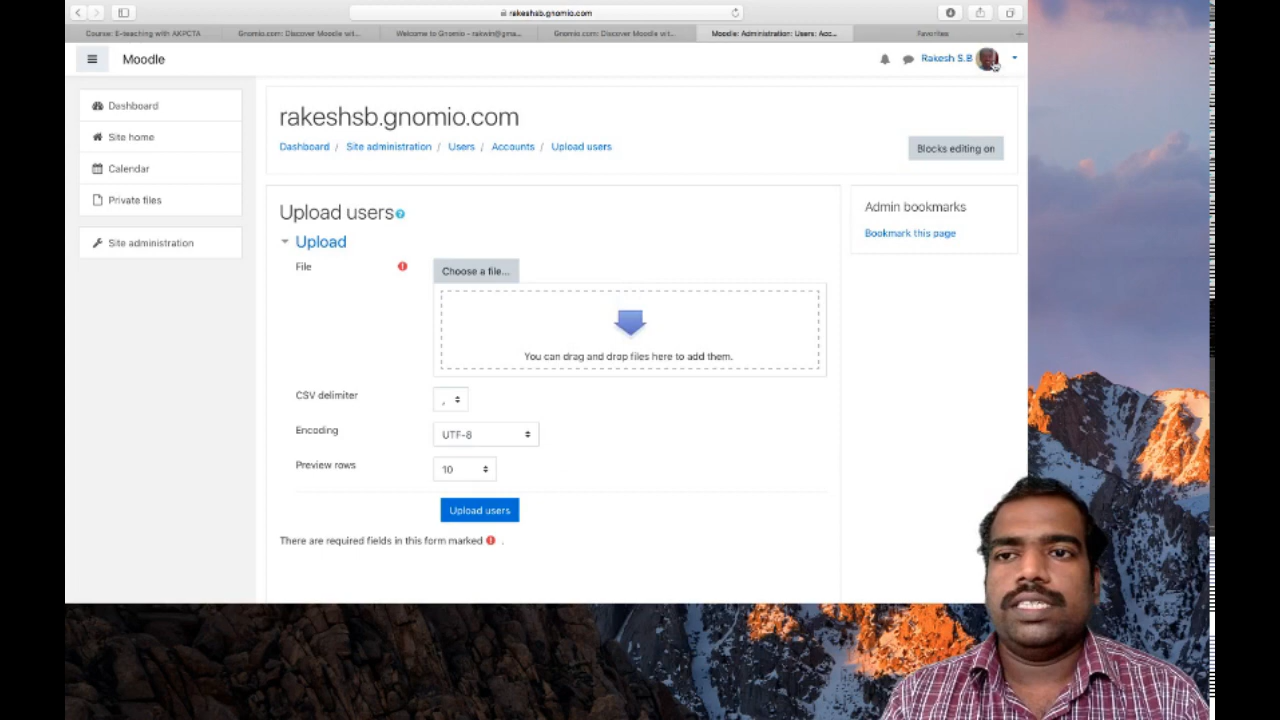 rakeshsb.gnomio.com
Course: E-teaching with AKPCTA
Gnomio.com: Discover Moodle wit...
Welcome to Gnomio - rakwin@gma...
Gnomio.com: Discover Moodle wit...
Moodle: Administration: Users: Acc...
Favorites
Moodle
Rakesh S.B
Dashboard
Site home
Calendar
Private files
Site administration
rakeshsb.gnomio.com
Dashboard / Site administration / Users / Accounts / Upload users
Blocks editing on
Upload users
Upload
File
Choose a file...
You can drag and drop files here to add them.
CSV delimiter
,
Encoding
UTF-8
Preview rows
10
Upload users
There are required fields in this form marked .
Admin bookmarks
Bookmark this page